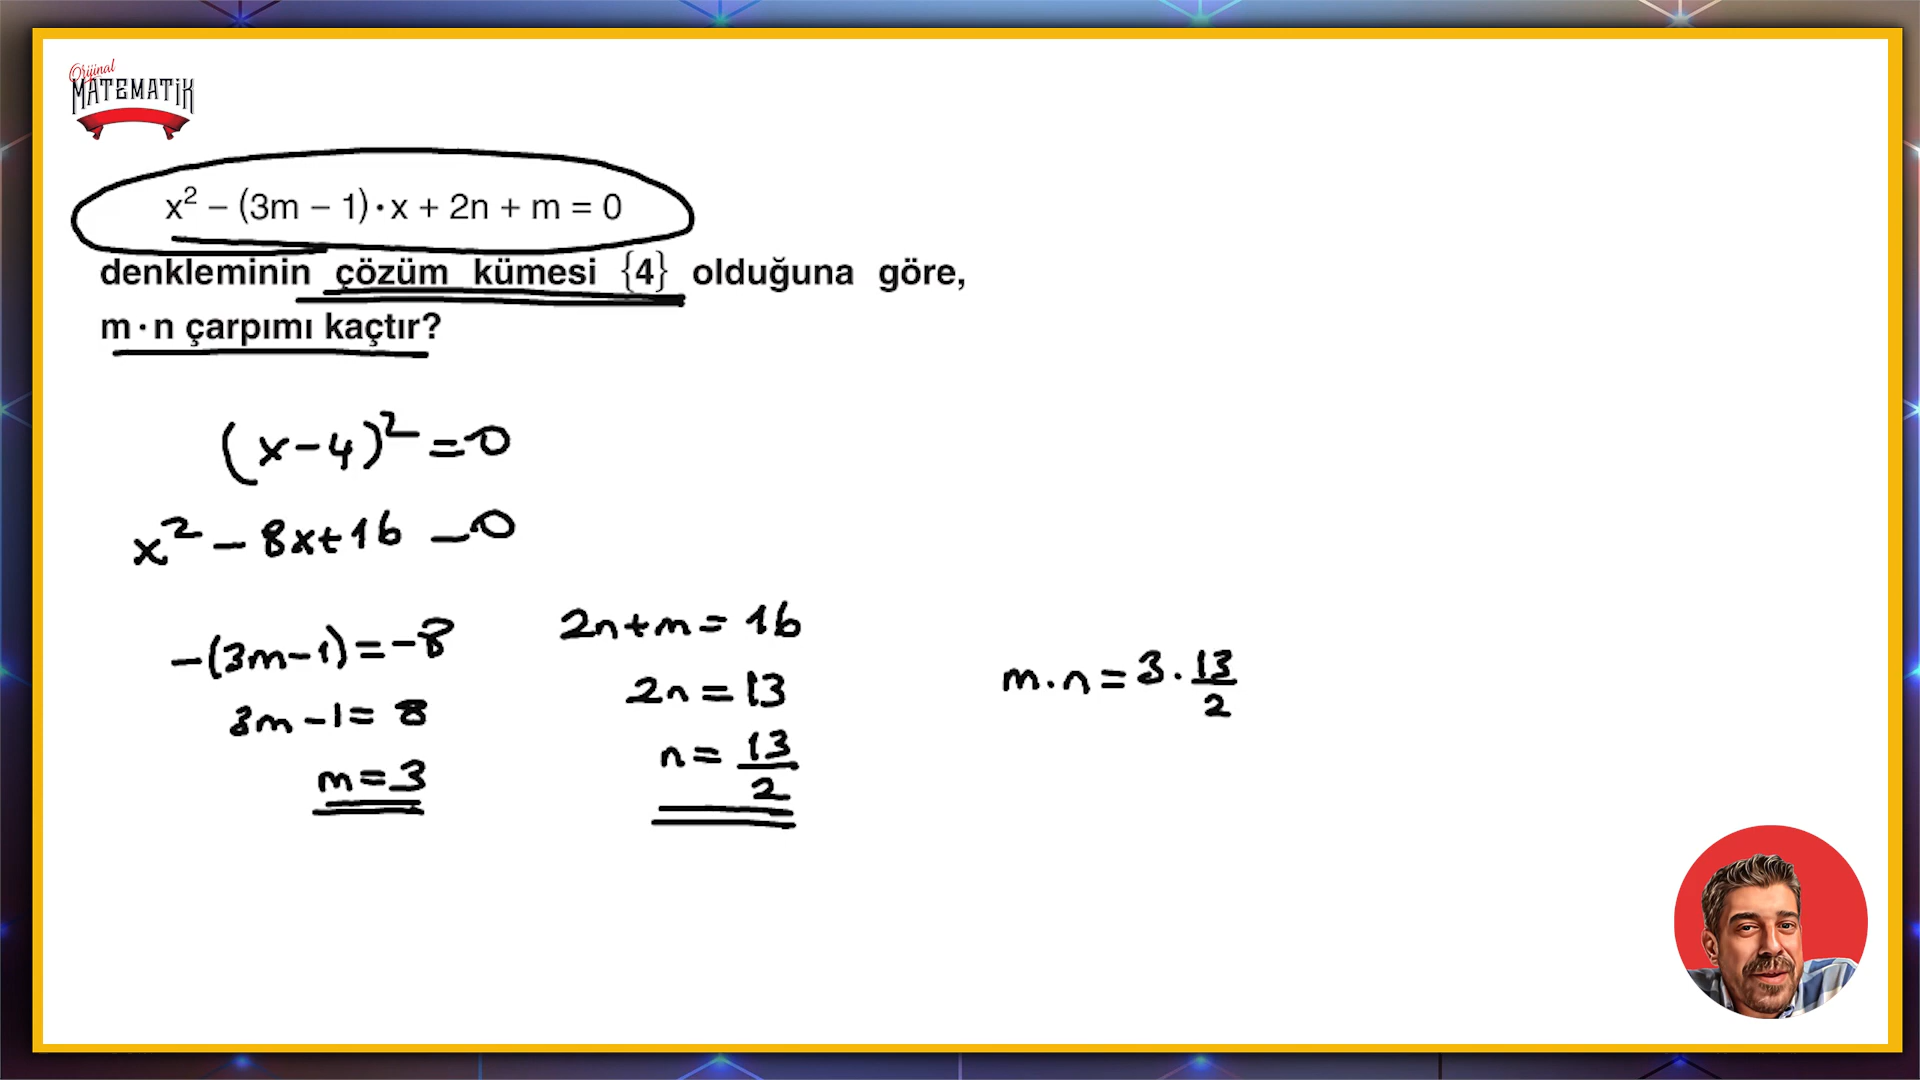 Orijinal
MATEMATİK
x² – (3m – 1)·x + 2n + m = 0
denkleminin çözüm kümesi {4} olduğuna göre,
m·n çarpımı kaçtır?
(x-4)² = 0
x² - 8x + 16 - 0
-(3m-1) = -8
3m - 1 = 8
m = 3
2n + m = 16
2n = 13
n = 13/2
m·n = 3 · 13/2